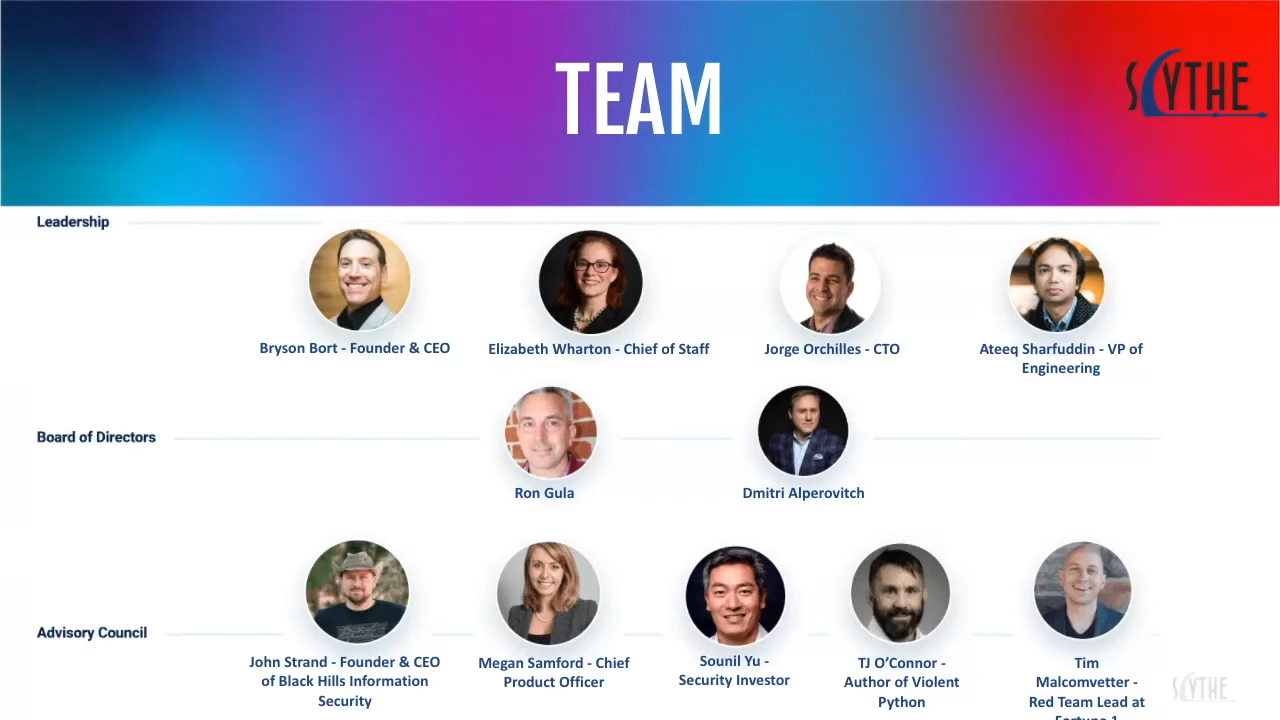 TEAM
SCYTHE
Leadership
Bryson Bort - Founder & CEO
Elizabeth Wharton - Chief of Staff
Jorge Orchilles - CTO
Ateeq Sharfuddin - VP of
Engineering
Board of Directors
Ron Gula
Dmitri Alperovitch
Advisory Council
John Strand - Founder & CEO
of Black Hills Information
Security
Megan Samford - Chief
Product Officer
Sounil Yu -
Security Investor
TJ O’Connor -
Author of Violent
Python
Tim
Malcomvetter -
Red Team Lead at
Fortune 1
SCYTHE